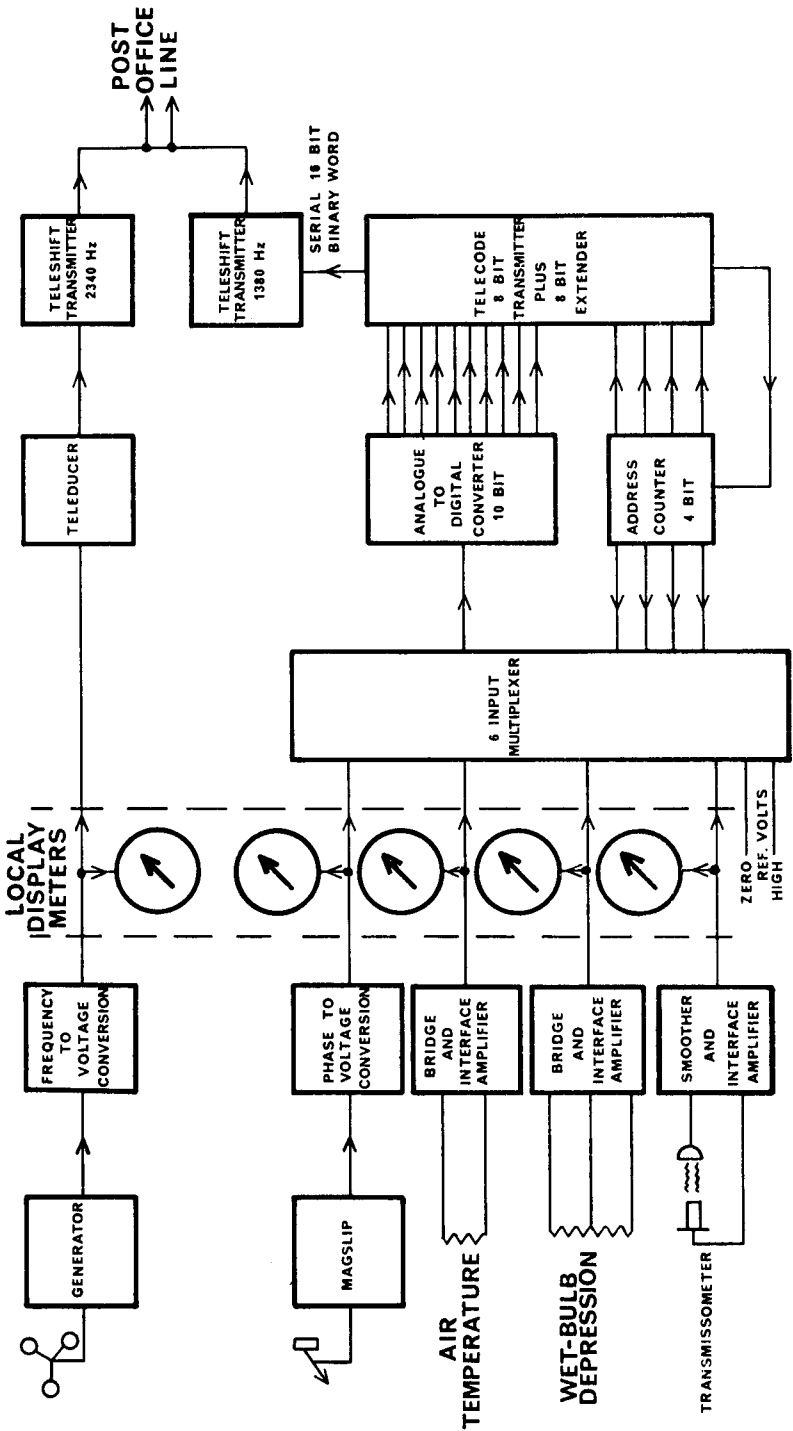 POST
OFFICE
LINE
TELESHIFT
TRANSMITTER
2340 Hz
TELESHIFT
TRANSMITTER
1380 Hz
SERIAL 16 BIT
BINARY WORD
TELECODE
8 BIT
TRANSMITTER
PLUS
8 BIT
EXTENDER
TELEDUCER
ANALOGUE
TO
DIGITAL
CONVERTER
10 BIT
ADDRESS
COUNTER
4 BIT
6 INPUT
MULTIPLEXER
LOCAL
DISPLAY
METERS
ZERO
REF. VOLTS
HIGH
FREQUENCY
TO
VOLTAGE
CONVERSION
PHASE TO
VOLTAGE
CONVERSION
BRIDGE
AND
INTERFACE
AMPLIFIER
BRIDGE
AND
INTERFACE
AMPLIFIER
SMOOTHER
AND
INTERFACE
AMPLIFIER
GENERATOR
MAGSLIP
AIR
TEMPERATURE
WET-BULB
DEPRESSION
TRANSMISSOMETER